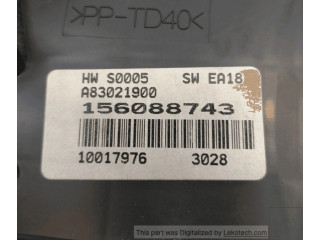 >PP-TD40<
HW S0005 SW EA18
A83021900
156088743
10017976 3028
This part was Digitalized by Lekotech.com